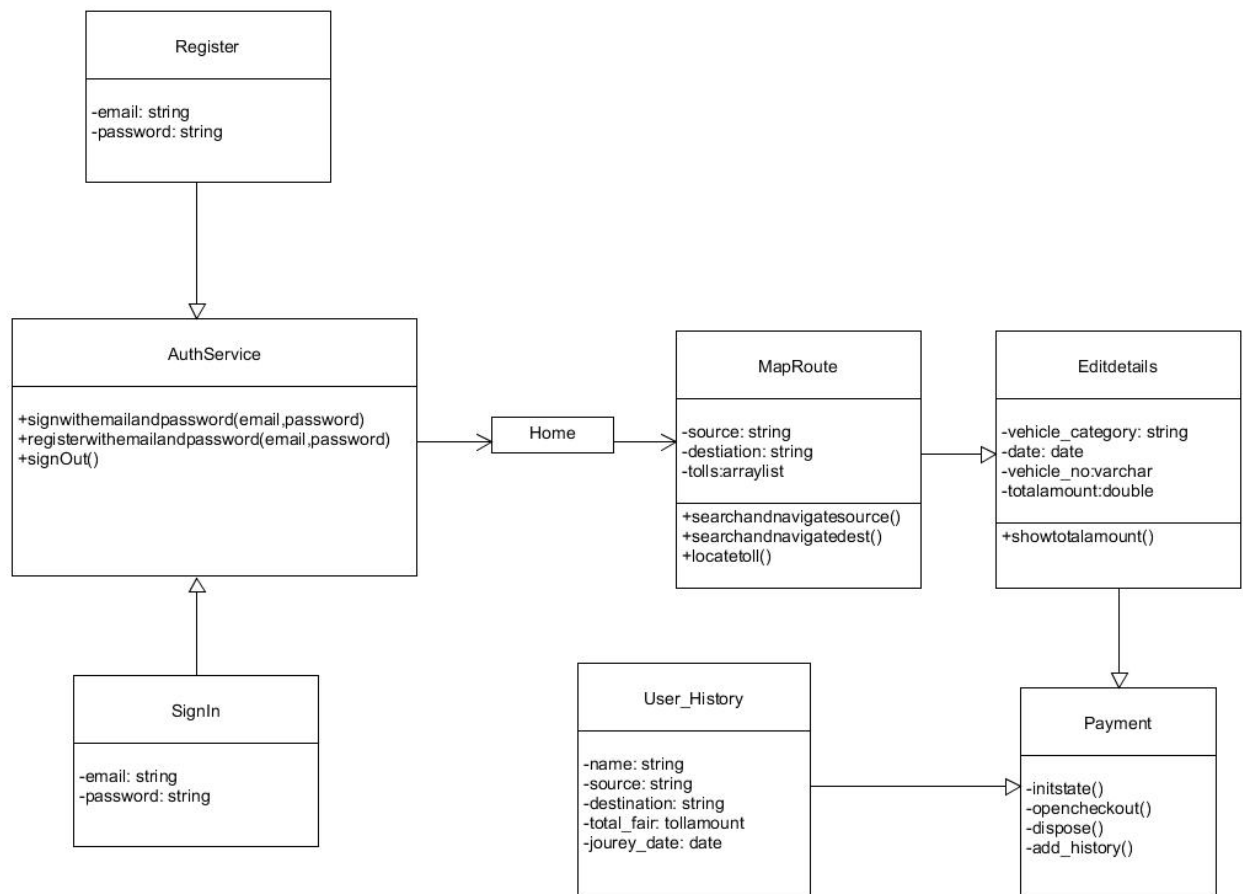 Register
-email: string
-password: string
AuthService
+signwithemailandpassword(email,password)
+registerwithemailandpassword(email,password)
+signOut()
Home
MapRoute
-source: string
-destiation: string
-tolls:arraylist
+searchandnavigatesource()
+searchandnavigatedest()
+locatetoll()
Editdetails
-vehicle_category: string
-date: date
-vehicle_no:varchar
-totalamount:double
+showtotalamount()
SignIn
-email: string
-password: string
User_History
-name: string
-source: string
-destination: string
-total_fair: tollamount
-jourey_date: date
Payment
-initstate()
-opencheckout()
-dispose()
-add_history()